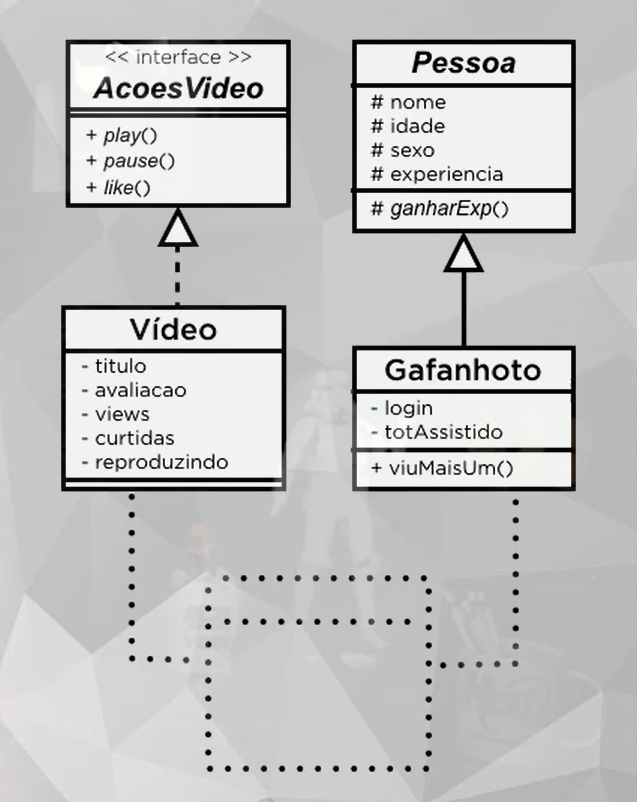 << interface >>
AcoesVideo
+ play()
+ pause()
+ like()
Pessoa
# nome
# idade
# sexo
# experiencia
# ganharExp()
Vídeo
- titulo
- avaliacao
- views
- curtidas
- reproduzindo
Gafanhoto
- login
- totAssistido
+ viuMaisUm()